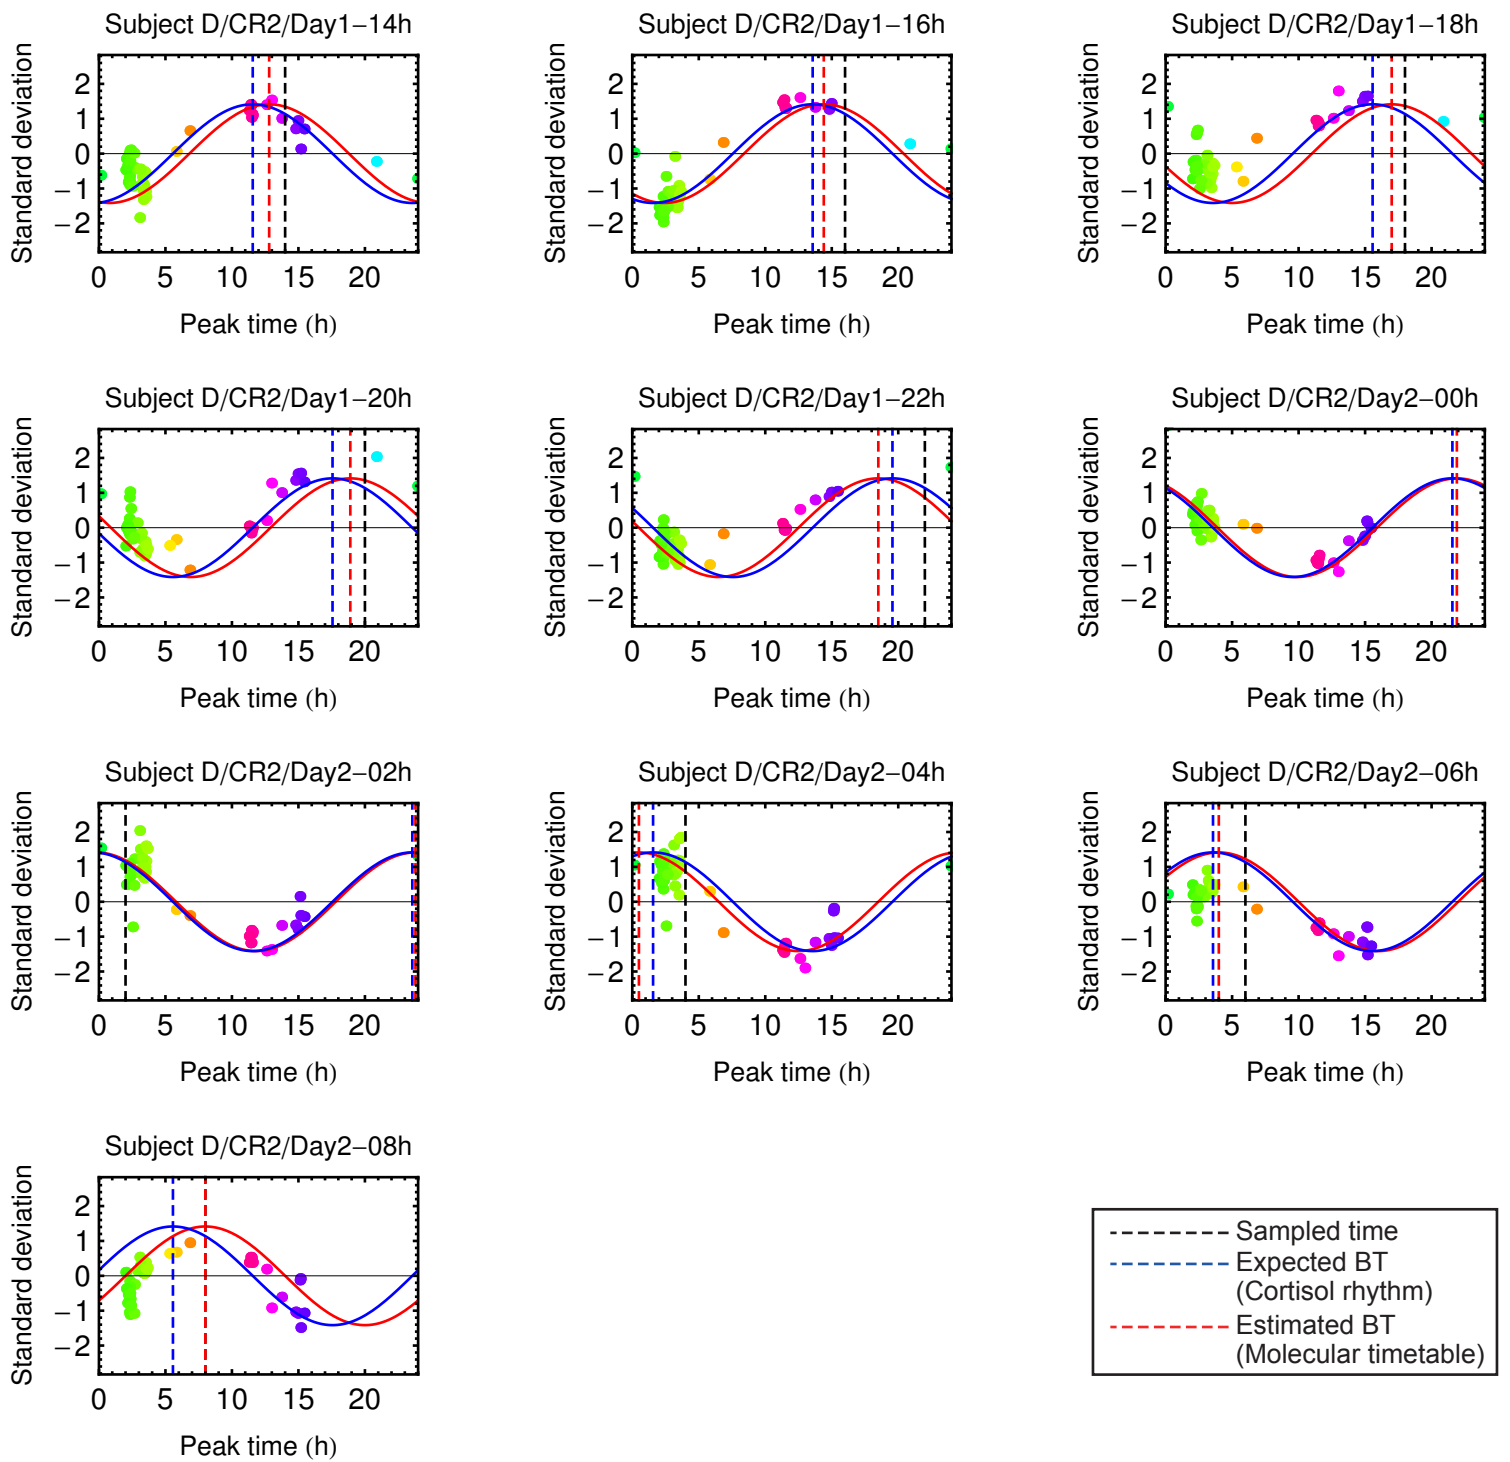 Subject D/CR2/Day1−14h
Subject D/CR2/Day1−16h
Subject D/CR2/Day1−18h
Standard deviation
2
1
0
−1
−2
0 5 10 15 20
Peak time (h)
Standard deviation
2
1
0
−1
−2
0 5 10 15 20
Peak time (h)
Standard deviation
2
1
0
−1
−2
0 5 10 15 20
Peak time (h)
Subject D/CR2/Day1−20h
Subject D/CR2/Day1−22h
Subject D/CR2/Day2−00h
Standard deviation
2
1
0
−1
−2
0 5 10 15 20
Peak time (h)
Standard deviation
2
1
0
−1
−2
0 5 10 15 20
Peak time (h)
Standard deviation
2
1
0
−1
−2
0 5 10 15 20
Peak time (h)
Subject D/CR2/Day2−02h
Subject D/CR2/Day2−04h
Subject D/CR2/Day2−06h
Standard deviation
2
1
0
−1
−2
0 5 10 15 20
Peak time (h)
Standard deviation
2
1
0
−1
−2
0 5 10 15 20
Peak time (h)
Standard deviation
2
1
0
−1
−2
0 5 10 15 20
Peak time (h)
Subject D/CR2/Day2−08h
Standard deviation
2
1
0
−1
−2
0 5 10 15 20
Peak time (h)
Sampled time
Expected BT
(Cortisol rhythm)
Estimated BT
(Molecular timetable)